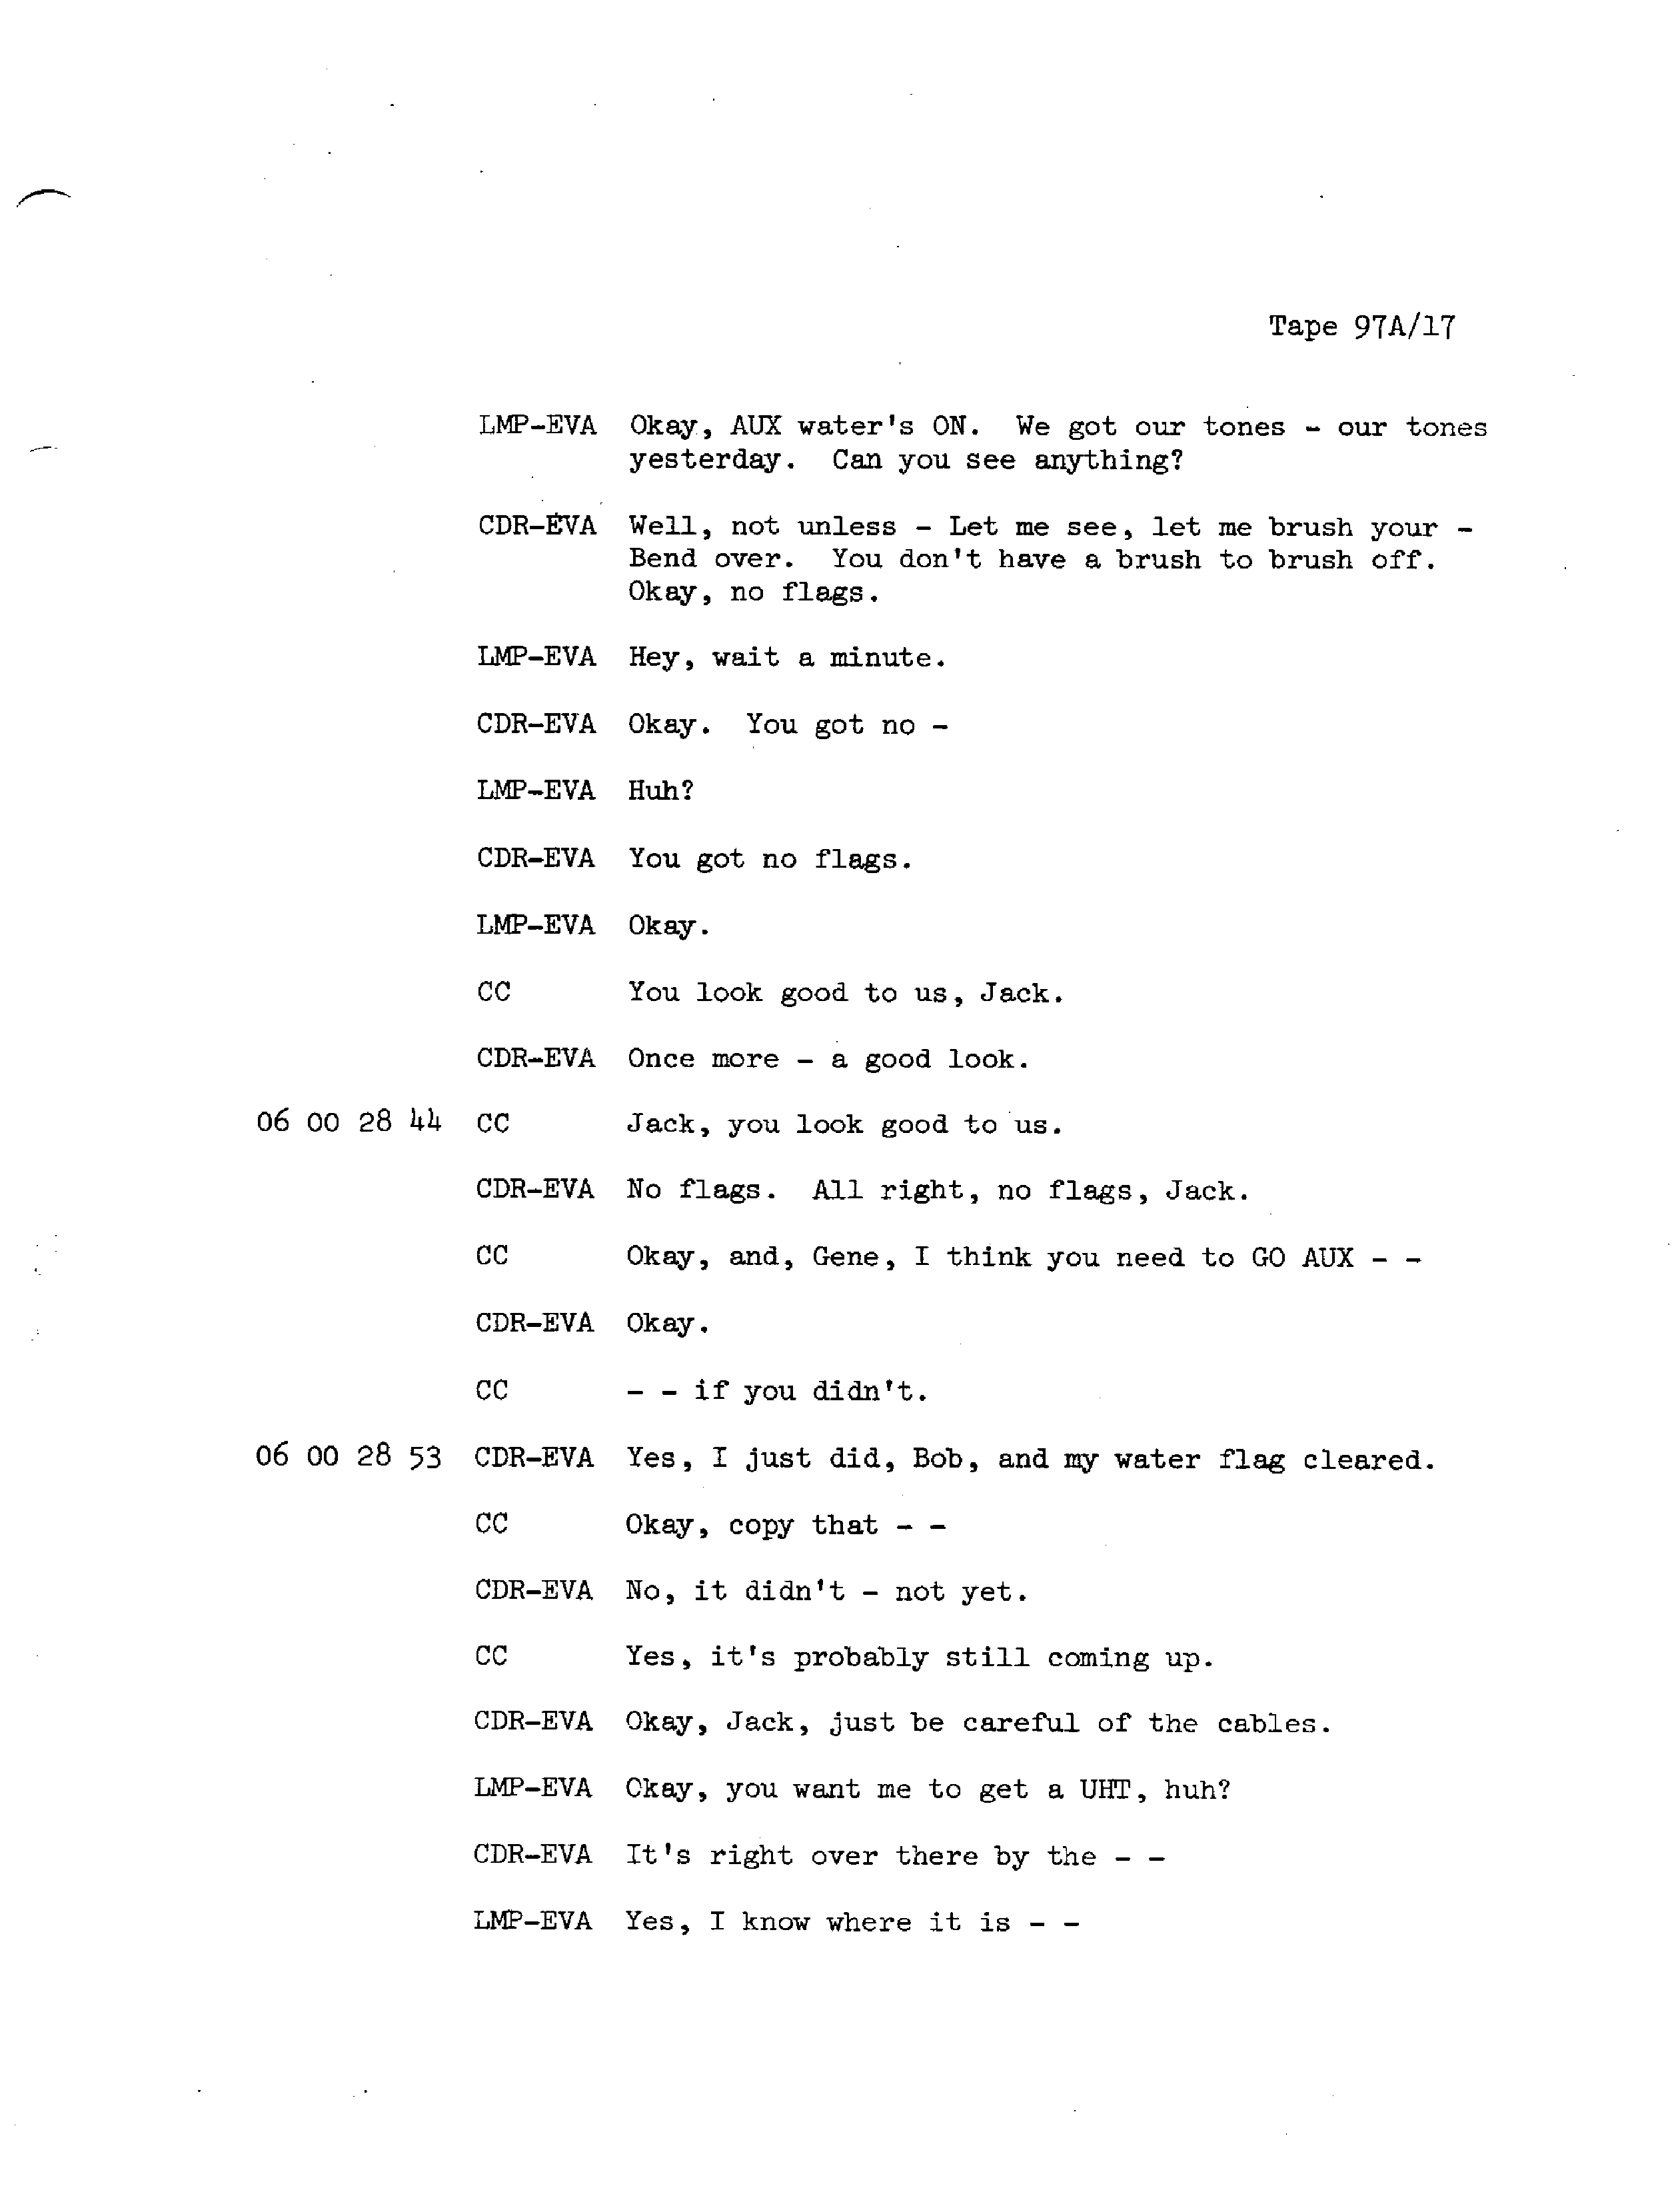 Tape 97A/17
LMP-EVA Okay, AUX water's ON. We got our tones - our tones
yesterday. Can you see anything?
CDR-EVA Well, not unless - Let me see, let me brush your -
Bend over. You don't have a brush to brush off.
Okay, no flags.
LMP-EVA Hey, wait a minute.
CDR-EVA Okay. You got no -
LMP-EVA Huh?
CDR-EVA You got no flags.
LMP-EVA Okay.
CC You look good to us, Jack.
CDR-EVA Once more - a good look.
06 00 28 44 CC Jack, you look good to us.
CDR-EVA No flags. All right, no flags, Jack.
CC Okay, and, Gene, I think you need to GO AUX - -
CDR-EVA Okay.
CC - - if you didn't.
06 00 28 53 CDR-EVA Yes, I just did, Bob, and my water flag cleared.
CC Okay, copy that - -
CDR-EVA No, it didn't - not yet.
CC Yes, it's probably still coming up.
CDR-EVA Okay, Jack, just be careful of the cables.
LMP-EVA Okay, you want me to get a UHT, huh?
CDR-EVA It's right over there by the - -
LMP-EVA Yes, I know where it is - -